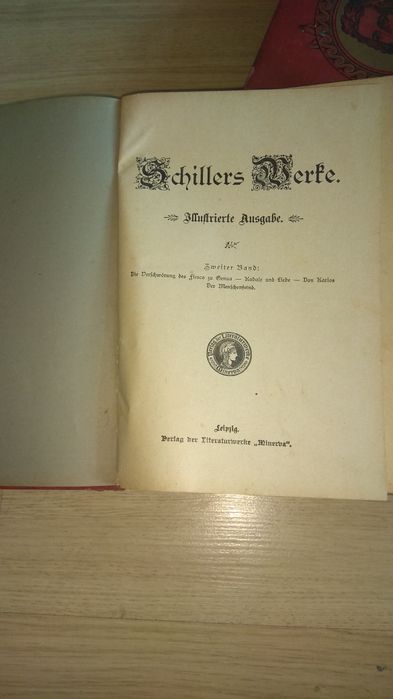 Schillers Werke.
Illustrierte Ausgabe.
Zweiter Band:
Die Verschwörung des Fiesco zu Genua — Kabale und Liebe — Don Karlos
Der Menschenfeind.
Leipzig.
Verlag der Literaturwerke „Minerva“.